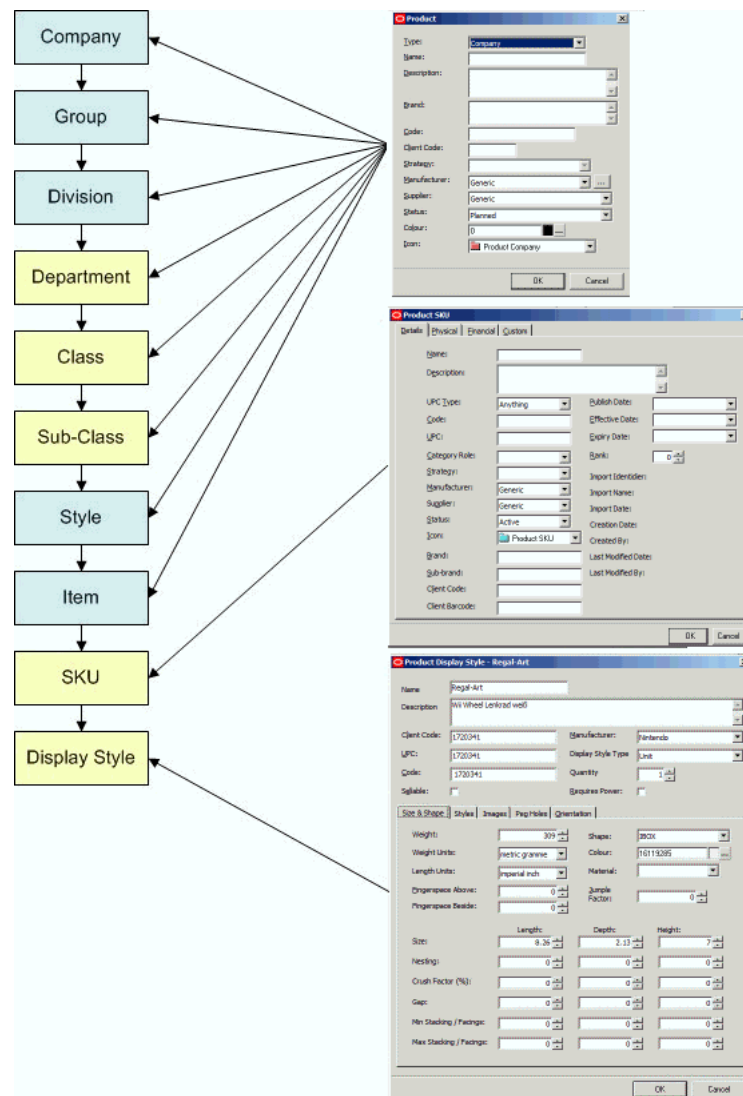 Company
Group
Division
Department
Class
Sub-Class
Style
Item
SKU
Display Style
Product
Type: Company
Name:
Description:
Brand:
Code:
Client Code:
Strategy:
Manufacturer: Generic ...
Supplier: Generic
Status: Planned
Colour: 0 ...
Icon: Product Company
OK Cancel
Product SKU
Details Physical Financial Custom
Name:
Description:
UPC Type: Anything Publish Date:
Code: Effective Date:
UPC: Expiry Date:
Category Role: Rank: 0
Strategy: Import Identidier:
Manufacturer: Generic Import Name:
Supplier: Generic Import Date:
Status: Active Creation Date:
Icon: Product SKU Created By:
Brand: Last Modified Date:
Sub-brand: Last Modified By:
Client Code:
Client Barcode:
OK Cancel
Product Display Style - Regal-Art
Name Regal-Art
Description Wii Wheel Lenkrad weiß
Client Code: 1720341 Manufacturer: Nintendo
UPC: 1720341 Display Style Type Unit
Code: 1720341 Quantity 1
Sellable: Requires Power:
Size & Shape Styles Images Peg Holes Orientation
Weight: 309 Shape: JBOX
Weight Units: metric gramme Colour: 16119285 ...
Length Units: imperial inch Material:
Fingerspace Above: 0 Jumple Factor: 0
Fingerspace Beside: 0
Length: Depth: Height:
Size: 8.26 2.13 7
Nesting: 0 0 0
Crush Factor (%): 0 0 0
Gap: 0 0 0
Min Stacking / Facings: 0 0 0
Max Stacking / Facings: 0 0 0
OK Cancel